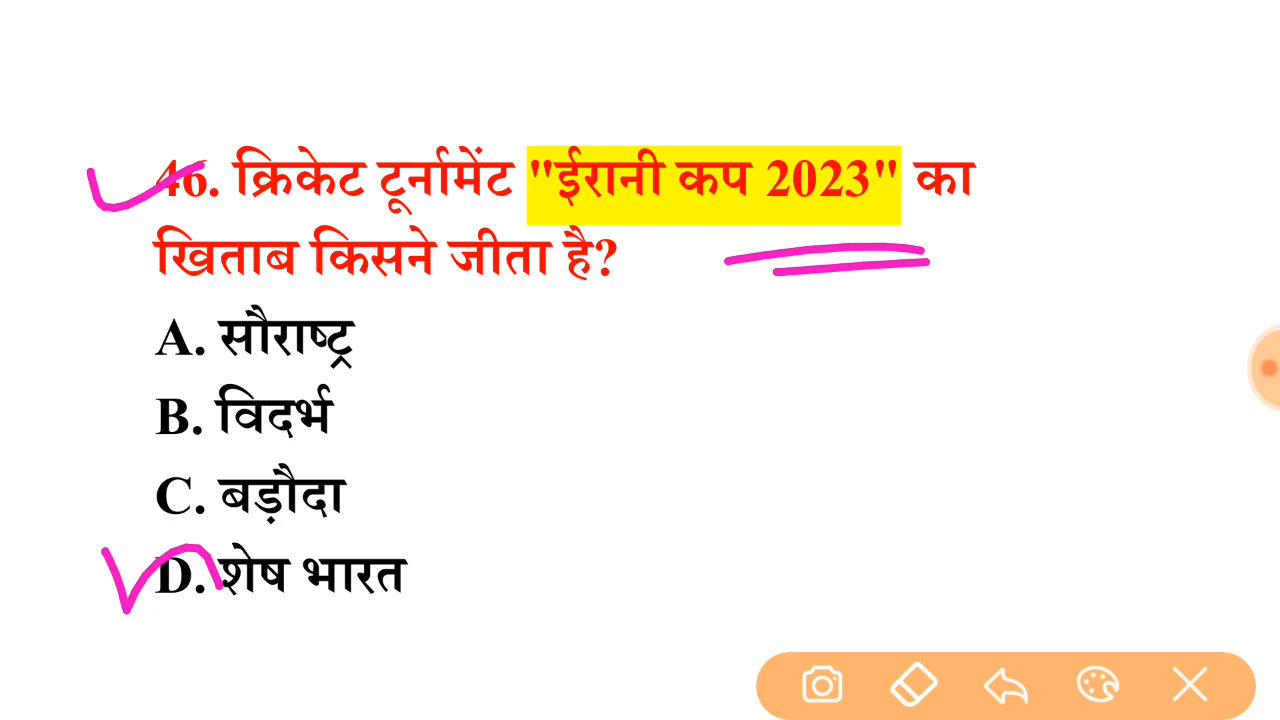 46. क्रिकेट टूर्नामेंट "ईरानी कप 2023" का
खिताब किसने जीता है?
A. सौराष्ट्र
B. विदर्भ
C. बड़ौदा
D. शेष भारत